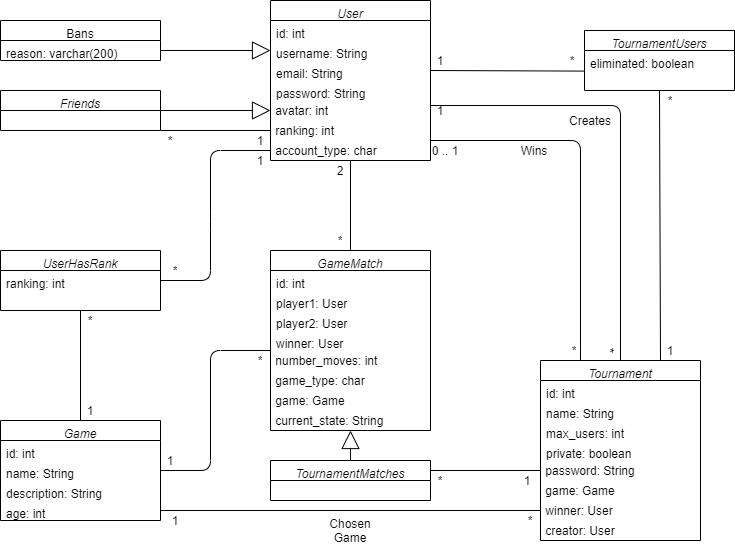 User
id: int
username: String
email: String
password: String
avatar: int
ranking: int
account_type: char
Bans
reason: varchar(200)
Friends
*
1
1
1
*
TournamentUsers
eliminated: boolean
*
1
Creates
0 .. 1
Wins
2
*
UserHasRank
ranking: int
*
*
GameMatch
id: int
player1: User
player2: User
winner: User
number_moves: int
game_type: char
game: Game
current_state: String
*
*
*
1
Tournament
id: int
name: String
max_users: int
private: boolean
password: String
game: Game
winner: User
creator: User
1
Game
id: int
name: String
description: String
age: int
1
TournamentMatches
*
1
1
Chosen
Game
*